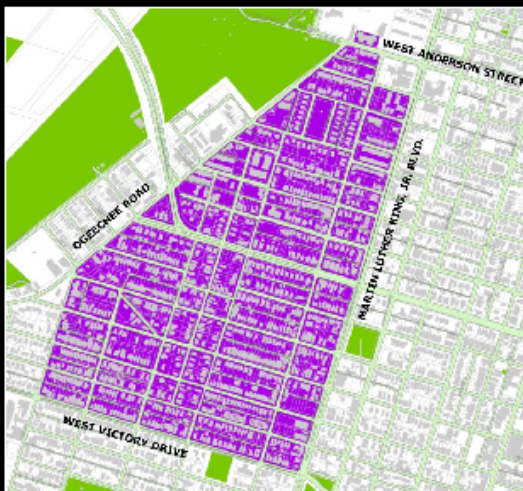 WEST ANDERSON STREET
MARTIN LUTHER KING, JR. BLVD.
OGEECHEE ROAD
WEST VICTORY DRIVE